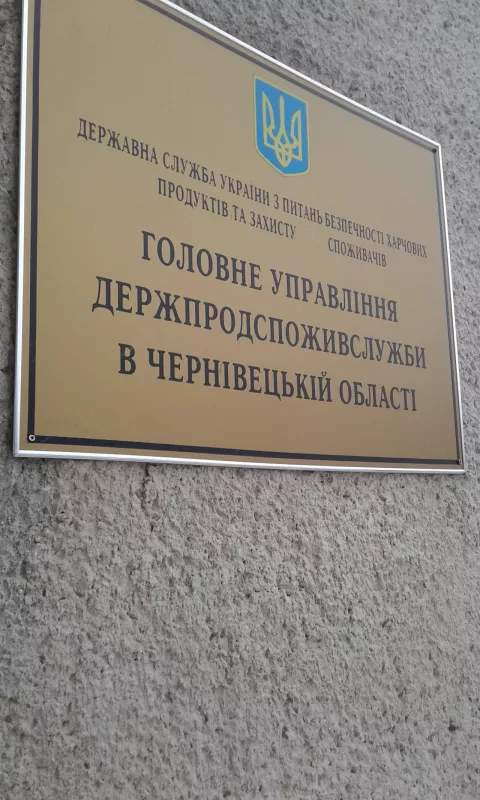 ДЕРЖАВНА СЛУЖБА УКРАЇНИ З ПИТАНЬ БЕЗПЕЧНОСТІ ХАРЧОВИХ
ПРОДУКТІВ ТА ЗАХИСТУ СПОЖИВАЧІВ
ГОЛОВНЕ УПРАВЛІННЯ
ДЕРЖПРОДСПОЖИВСЛУЖБИ
В ЧЕРНІВЕЦЬКІЙ ОБЛАСТІ